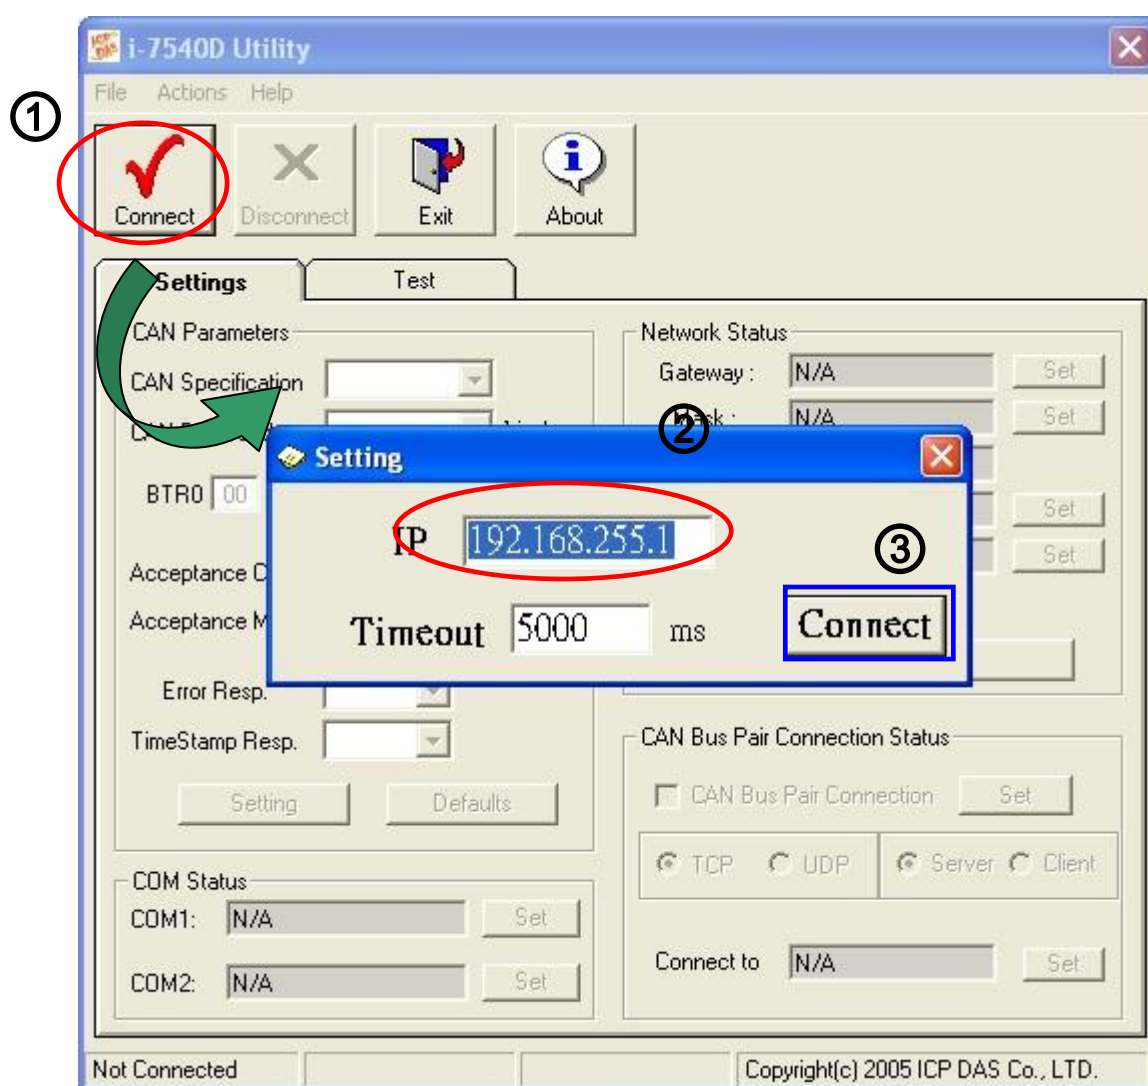 i-7540D Utility
File Actions Help
①
Connect Disconnect Exit About
Settings Test
CAN Parameters
CAN Specification
BTR0 00
Acceptance
Acceptance
Error Resp.
TimeStamp Resp.
Setting Defaults
COM Status
COM1: N/A Set
COM2: N/A Set
Network Status
Gateway : N/A Set
Mask : N/A Set
Set
Set
②
Setting
IP 192.168.255.1
③
Timeout 5000 ms Connect
CAN Bus Pair Connection Status
CAN Bus Pair Connection Set
TCP UDP Server Client
Connect to N/A Set
Not Connected
Copyright(c) 2005 ICP DAS Co., LTD.